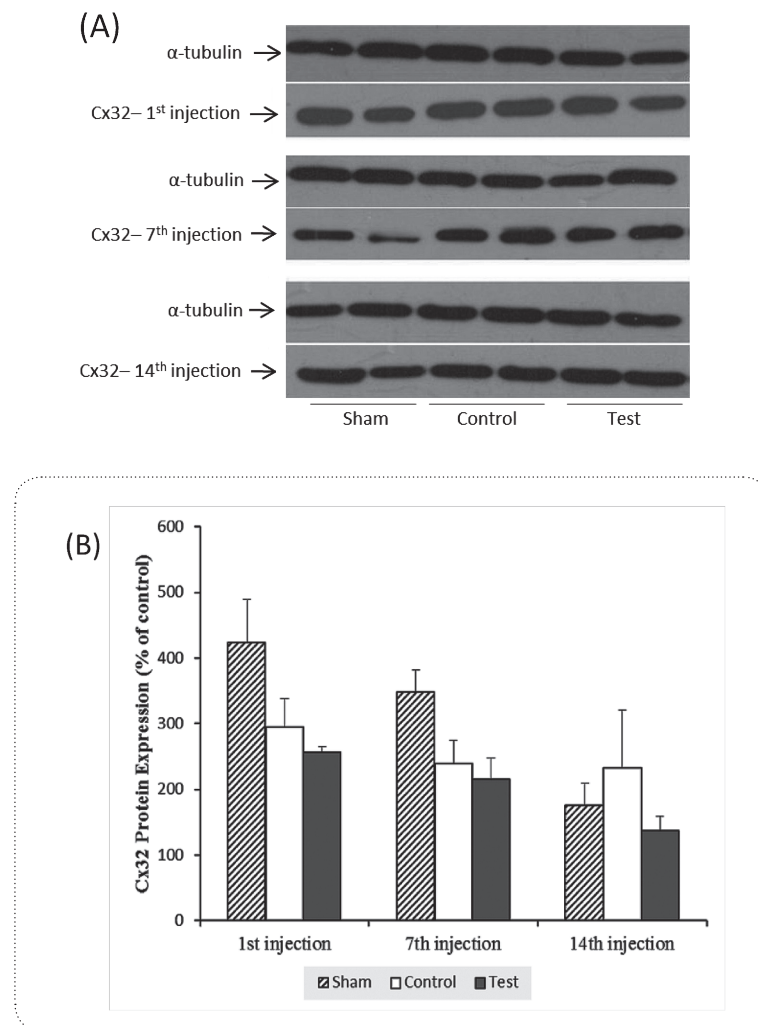 (A)
α-tubulin
Cx32– 1st injection
α-tubulin
Cx32– 7th injection
α-tubulin
Cx32– 14th injection
Sham Control Test
(B)
Cx32 Protein Expression (% of control)
600
500
400
300
200
100
0
1st injection 7th injection 14th injection
Sham Control Test